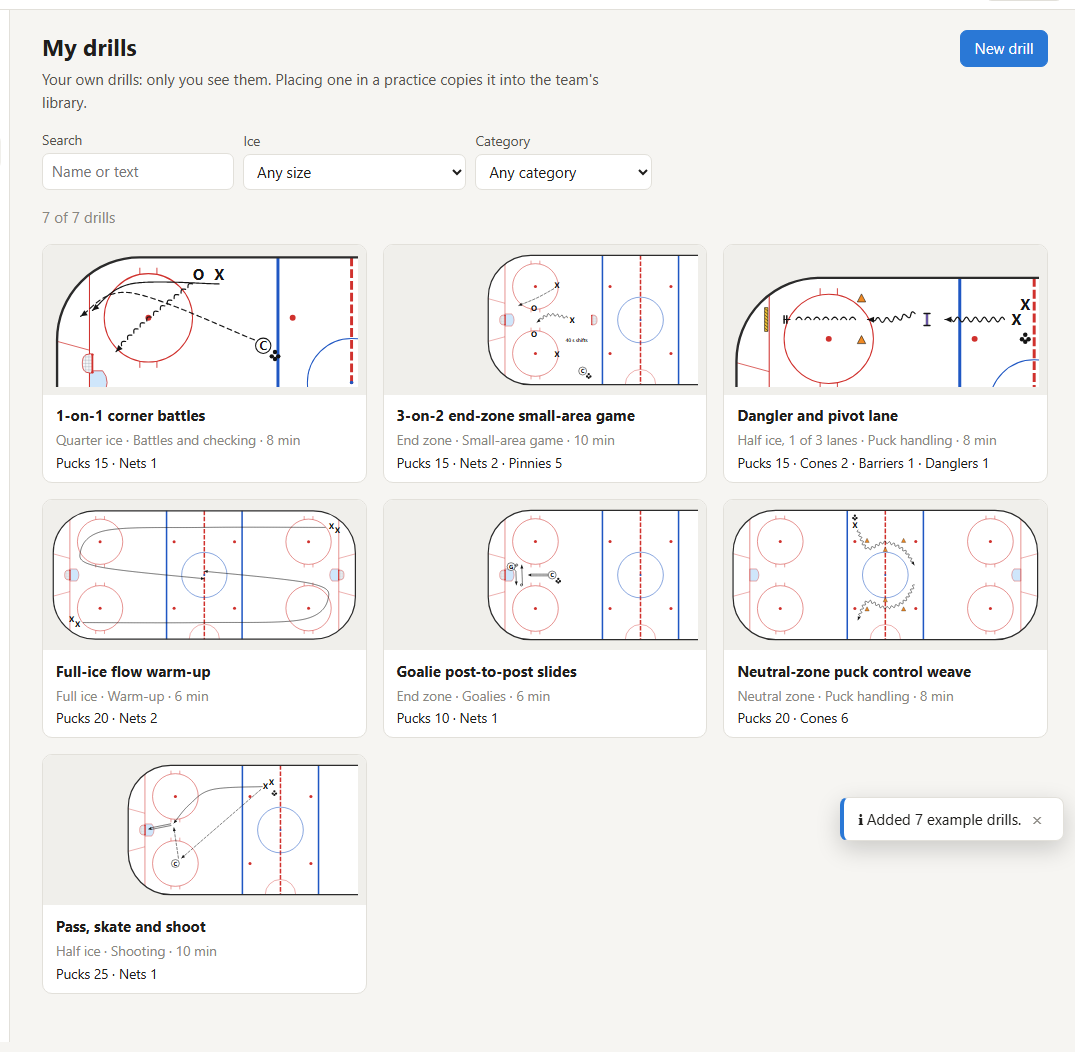 My drills
New drill
Your own drills: only you see them. Placing one in a practice copies it into the team's
library.
Search
Ice
Category
Name or text
Any size
Any category
7 of 7 drills
O X
C
1-on-1 corner battles
Quarter ice · Battles and checking · 8 min
Pucks 15 · Nets 1
X
O
X
40 s shifts
O
X
C
3-on-2 end-zone small-area game
End zone · Small-area game · 10 min
Pucks 15 · Nets 2 · Pinnies 5
X
I
X
Dangler and pivot lane
Half ice, 1 of 3 lanes · Puck handling · 8 min
Pucks 15 · Cones 2 · Barriers 1 · Danglers 1
X X
X X
Full-ice flow warm-up
Full ice · Warm-up · 6 min
Pucks 20 · Nets 2
G
C
Goalie post-to-post slides
End zone · Goalies · 6 min
Pucks 10 · Nets 1
X
Neutral-zone puck control weave
Neutral zone · Puck handling · 8 min
Pucks 20 · Cones 6
X X
C
Pass, skate and shoot
Half ice · Shooting · 10 min
Pucks 25 · Nets 1
ℹ Added 7 example drills. ×